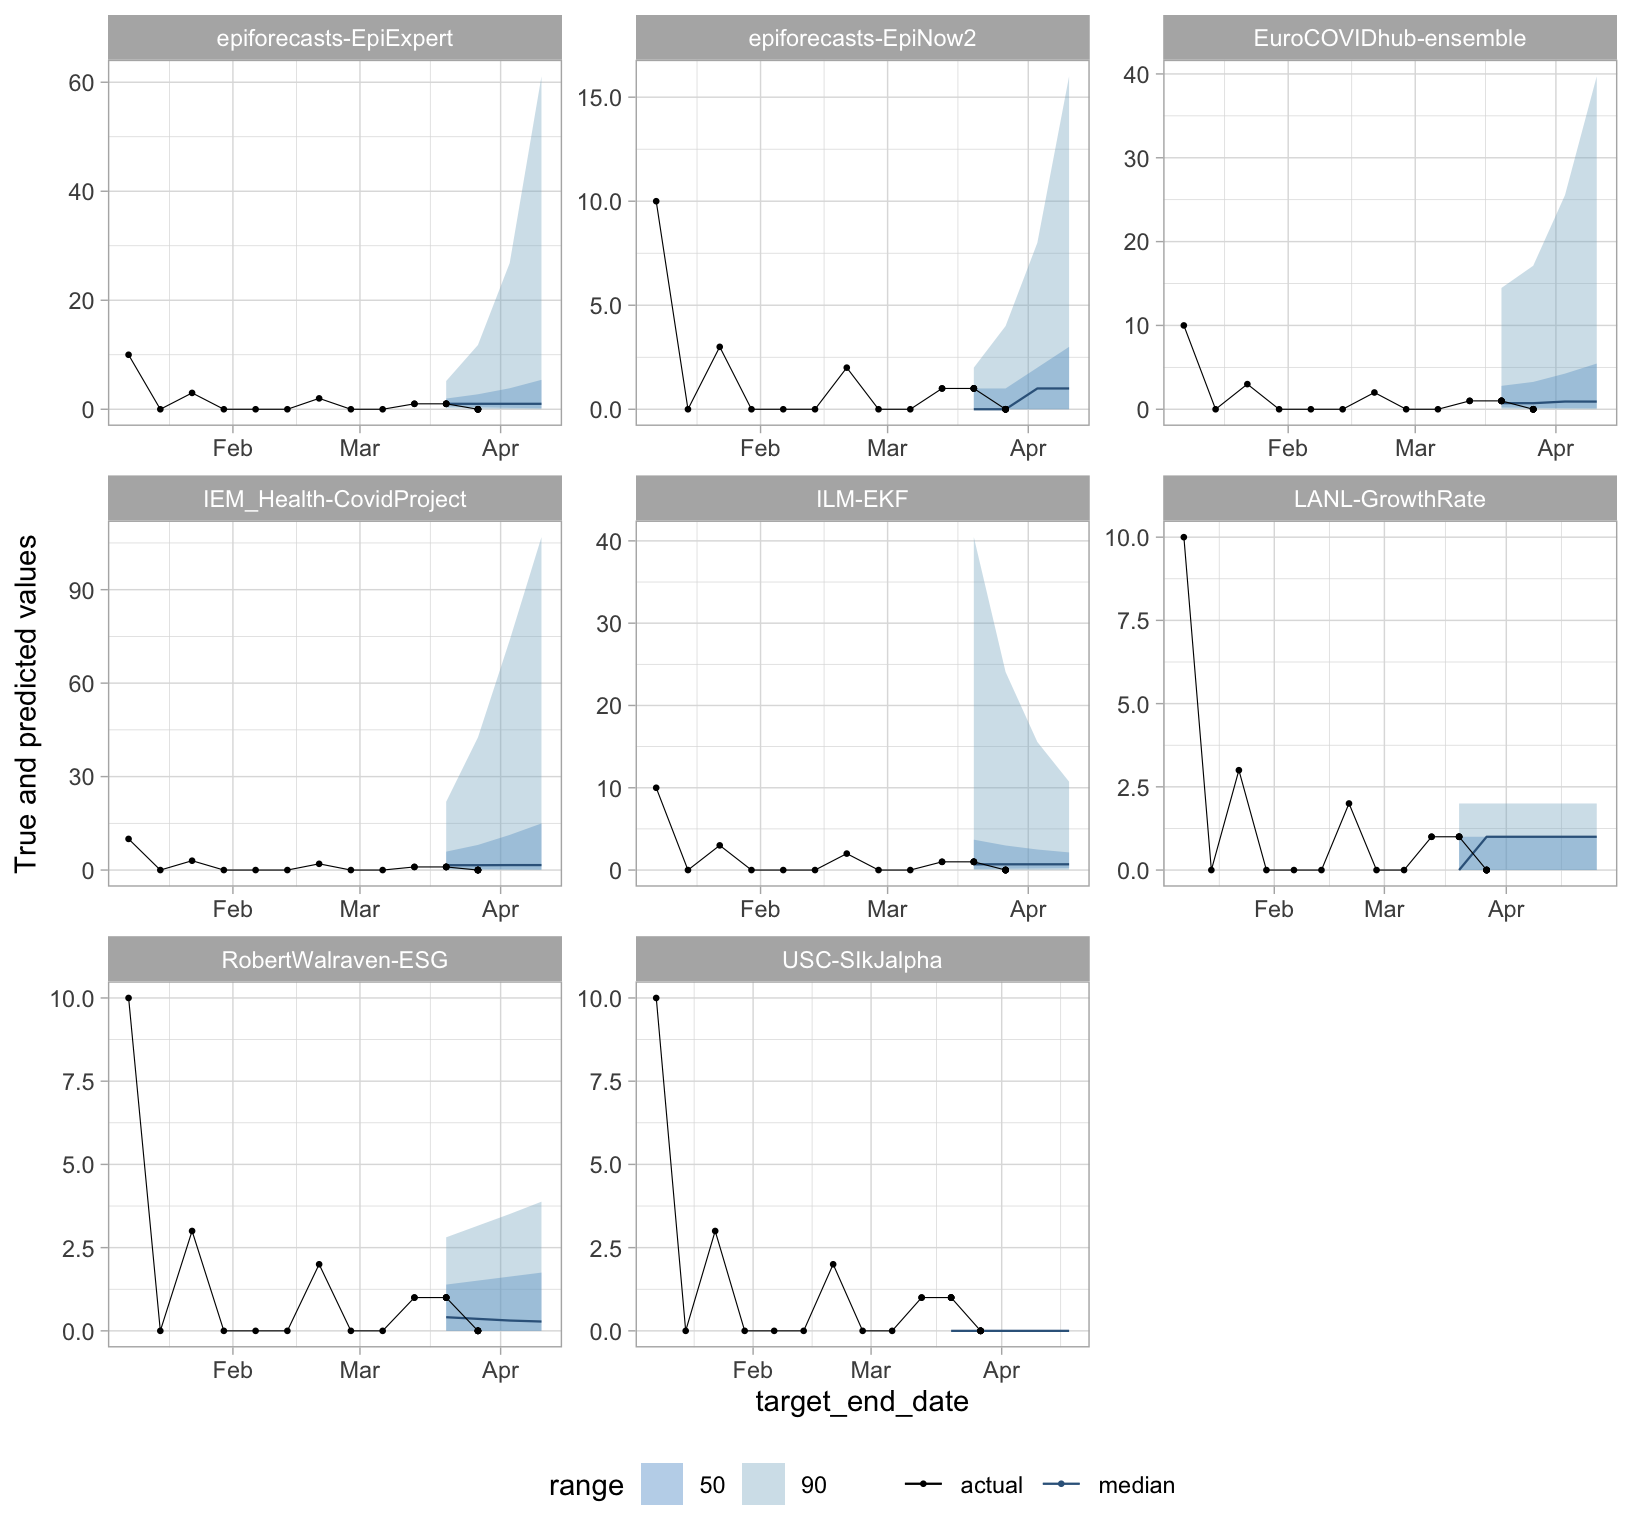 epiforecasts-EpiExpert
epiforecasts-EpiNow2
EuroCOVIDhub-ensemble
60
40
20
0
15.0
10.0
5.0
0.0
40
30
20
10
0
Feb Mar Apr
Feb Mar Apr
Feb Mar Apr
IEM_Health-CovidProject
ILM-EKF
LANL-GrowthRate
90
60
30
0
40
30
20
10
0
10.0
7.5
5.0
2.5
0.0
Feb Mar Apr
Feb Mar Apr
Feb Mar Apr
RobertWalraven-ESG
USC-SIkJalpha
10.0
7.5
5.0
2.5
0.0
10.0
7.5
5.0
2.5
0.0
Feb Mar Apr
Feb Mar Apr
True and predicted values
target_end_date
range 50 90 actual median